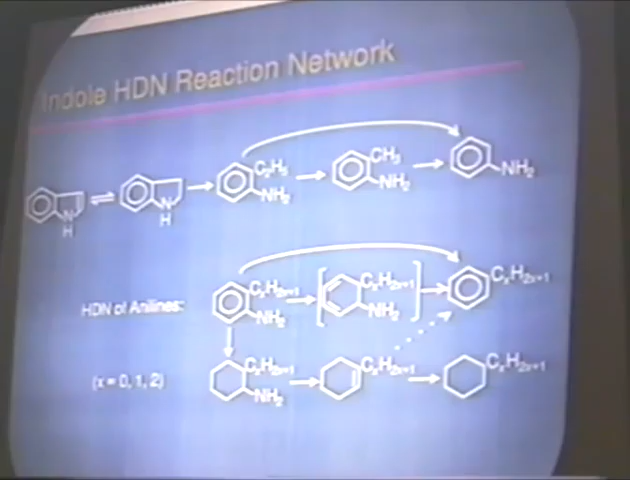 Indole HDN Reaction Network
C₂H₅ CH₃
N H N H NH₂ NH₂ NH₂
HDN of Anilines:
CₓH₂ₓ₊₁ CₓH₂ₓ₊₁ CₓH₂ₓ₊₁
NH₂ NH₂
(x = 0, 1, 2)
CₓH₂ₓ₊₁ CₓH₂ₓ₊₁ CₓH₂ₓ₊₁
NH₂